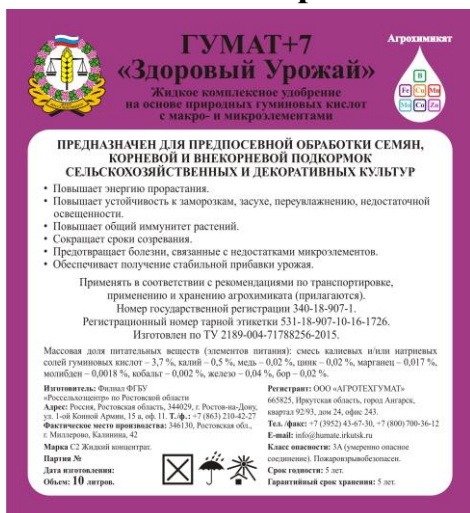 ГУМАТ+7
«Здоровый Урожай»
Жидкое комплексное удобрение
на основе природных гуминовых кислот
с макро- и микроэлементами
Агрохимикат
B
Fe Cu Mn
Mo Co Zn
ПРЕДНАЗНАЧЕН ДЛЯ ПРЕДПОСЕВНОЙ ОБРАБОТКИ СЕМЯН,
КОРНЕВОЙ И ВНЕКОРНЕВОЙ ПОДКОРМОК
СЕЛЬСКОХОЗЯЙСТВЕННЫХ И ДЕКОРАТИВНЫХ КУЛЬТУР
• Повышает энергию прорастания.
• Повышает устойчивость к заморозкам, засухе, переувлажнению, недостаточной
освещенности.
• Повышает общий иммунитет растений.
• Сокращает сроки созревания.
• Предотвращает болезни, связанные с недостатками микроэлементов.
• Обеспечивает получение стабильной прибавки урожая.
Применять в соответствии с рекомендациями по транспортировке,
применению и хранению агрохимиката (прилагаются).
Номер государственной регистрации 340-18-907-1.
Регистрационный номер тарной этикетки 531-18-907-10-16-1726.
Изготовлен по ТУ 2189-004-71788256-2015.
Массовая доля питательных веществ (элементов питания): смесь калиевых и/или натриевых
солей гуминовых кислот – 3,7 %, калий – 0,5 %, медь – 0,02 %, цинк – 0,02 %, марганец – 0,017 %,
молибден – 0,0018 %, кобальт – 0,002 %, железо – 0,04 %, бор – 0,02 %.
Изготовитель: Филиал ФГБУ
«Россельхозцентр» по Ростовской области
Адрес: Россия, Ростовская область, 344029, г. Ростов-на-Дону,
ул. 1-ой Конной Армии, 15 а, оф. 11. Т./ф.: +7 (863) 210-42-27
Фактическое место производства: 346130, Ростовская обл.,
г. Миллерово, Калинина, 42
Марка С2 Жидкий концентрат.
Партия №
Дата изготовления:
Объем: 10 литров.
Регистрант: ООО «АГРОТЕХГУМАТ»
665825, Иркутская область, город Ангарск,
квартал 92/93, дом 24, офис 243.
Тел. /факс: +7 (3952) 43-67-30, +7 (800) 700-36-12
E-mail: info@humate.irkutsk.ru
Класс опасности: 3А (умеренно опасное
соединение). Пожаровзрывобезопасен.
Срок годности: 5 лет.
Гарантийный срок хранения: 5 лет.